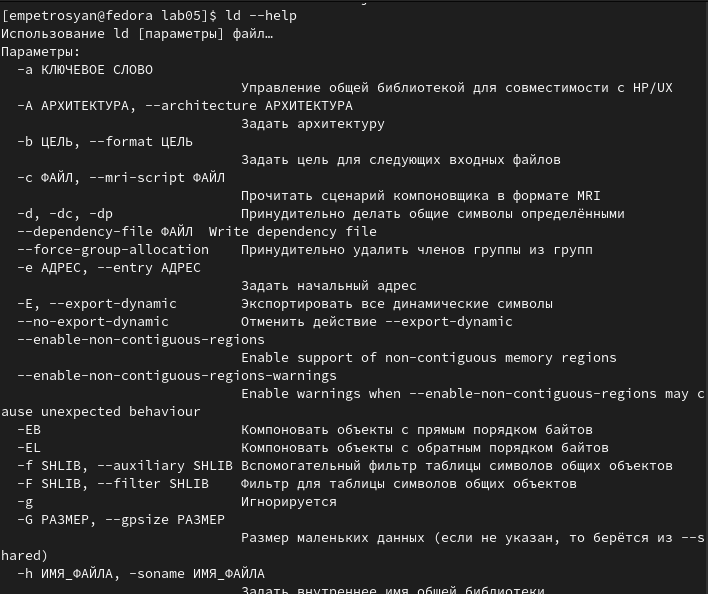 [empetrosyan@fedora lab05]$ ld --help
Использование ld [параметры] файл…
Параметры:
  -a КЛЮЧЕВОЕ СЛОВО
                              Управление общей библиотекой для совместимости с HP/UX
  -A АРХИТЕКТУРА, --architecture АРХИТЕКТУРА
                              Задать архитектуру
  -b ЦЕЛЬ, --format ЦЕЛЬ
                              Задать цель для следующих входных файлов
  -c ФАЙЛ, --mri-script ФАЙЛ
                              Прочитать сценарий компоновщика в формате MRI
  -d, -dc, -dp                Принудительно делать общие символы определёнными
  --dependency-file ФАЙЛ  Write dependency file
  --force-group-allocation    Принудительно удалить членов группы из групп
  -e АДРЕС, --entry АДРЕС
                              Задать начальный адрес
  -E, --export-dynamic        Экспортировать все динамические символы
  --no-export-dynamic         Отменить действие --export-dynamic
  --enable-non-contiguous-regions
                              Enable support of non-contiguous memory regions
  --enable-non-contiguous-regions-warnings
                              Enable warnings when --enable-non-contiguous-regions may c
ause unexpected behaviour
  -EB                         Компоновать объекты с прямым порядком байтов
  -EL                         Компоновать объекты с обратным порядком байтов
  -f SHLIB, --auxiliary SHLIB Вспомогательный фильтр таблицы символов общих объектов
  -F SHLIB, --filter SHLIB    Фильтр для таблицы символов общих объектов
  -g                          Игнорируется
  -G РАЗМЕР, --gpsize РАЗМЕР
                              Размер маленьких данных (если не указан, то берётся из --s
hared)
  -h ИМЯ_ФАЙЛА, -soname ИМЯ_ФАЙЛА
                              Задать внутреннее имя общей библиотеки